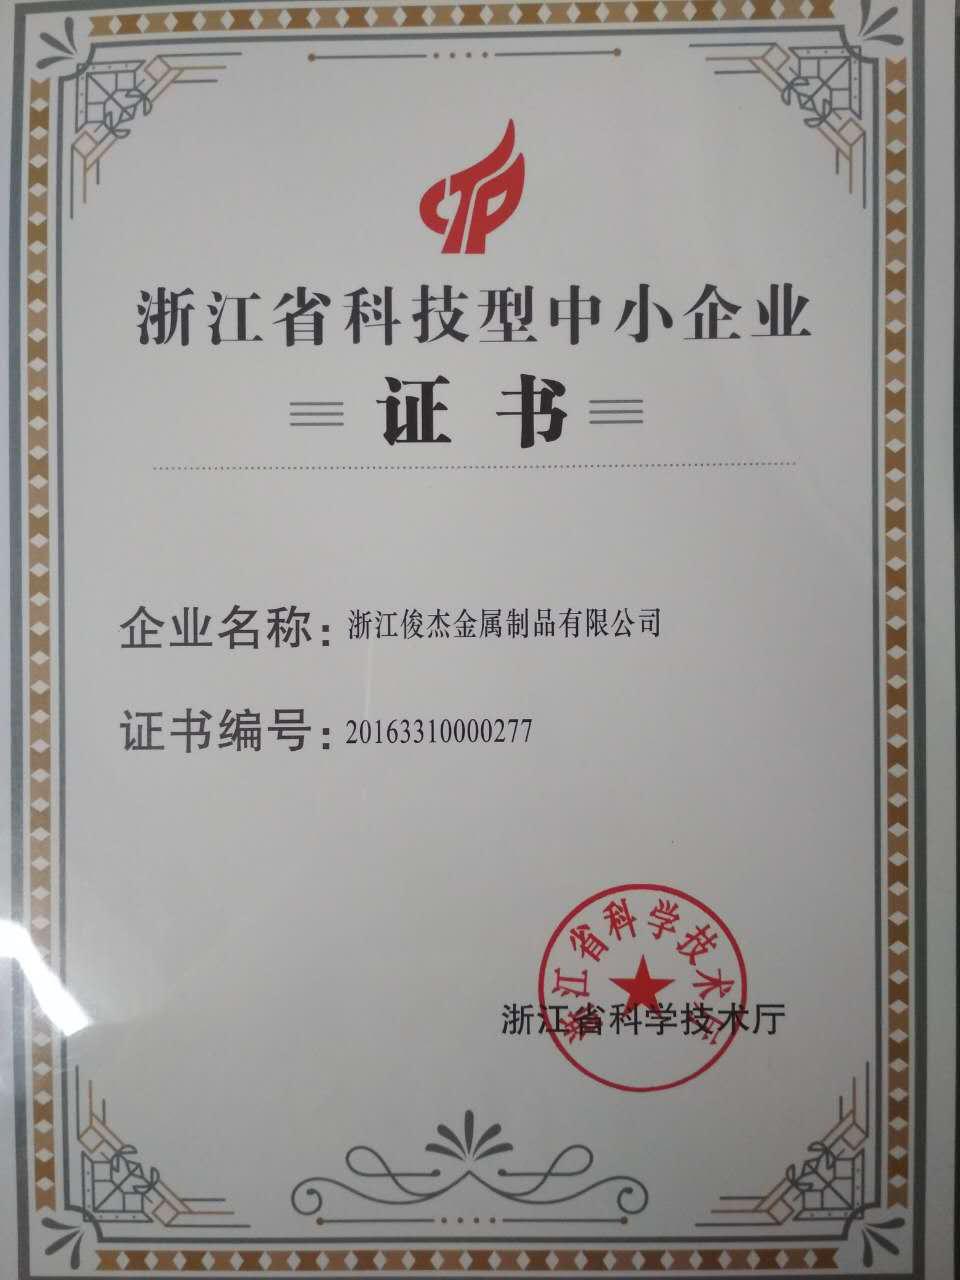 CTP
浙江省科技型中小企业
证书
企业名称：浙江俊杰金属制品有限公司
证书编号：20163310000277
浙江省科学技术厅
浙江省科学技术厅